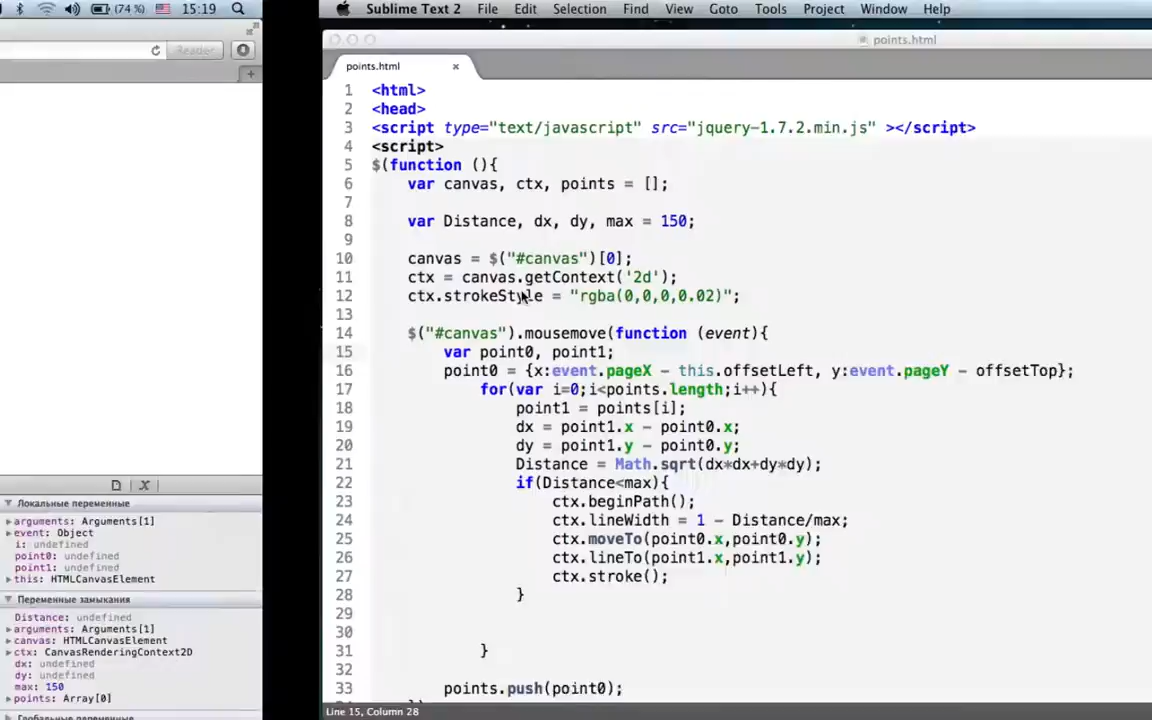 (74 %) 15:19
Sublime Text 2 File Edit Selection Find View Goto Tools Project Window Help
Reader
points.html
points.html
1 <html>
2 <head>
3 <script type="text/javascript" src="jquery-1.7.2.min.js" ></script>
4 <script>
5 $(function (){
6 var canvas, ctx, points = [];
7
8 var Distance, dx, dy, max = 150;
9
10 canvas = $("#canvas")[0];
11 ctx = canvas.getContext('2d');
12 ctx.strokeStyle = "rgba(0,0,0,0.02)";
13
14 $("#canvas").mousemove(function (event){
15 var point0, point1;
16 point0 = {x:event.pageX - this.offsetLeft, y:event.pageY - offsetTop};
17 for(var i=0;i<points.length;i++){
18 point1 = points[i];
19 dx = point1.x - point0.x;
20 dy = point1.y - point0.y;
21 Distance = Math.sqrt(dx*dx+dy*dy);
22 if(Distance<max){
23 ctx.beginPath();
24 ctx.lineWidth = 1 - Distance/max;
25 ctx.moveTo(point0.x,point0.y);
26 ctx.lineTo(point1.x,point1.y);
27 ctx.stroke();
28 }
29
30
31 }
32
33 points.push(point0);
Line 15, Column 28
Локальные переменные
arguments: Arguments[1]
event: Object
i: undefined
point0: undefined
point1: undefined
this: HTMLCanvasElement
Переменные замыкания
Distance: undefined
arguments: Arguments[1]
canvas: HTMLCanvasElement
ctx: CanvasRenderingContext2D
dx: undefined
dy: undefined
max: 150
points: Array[0]